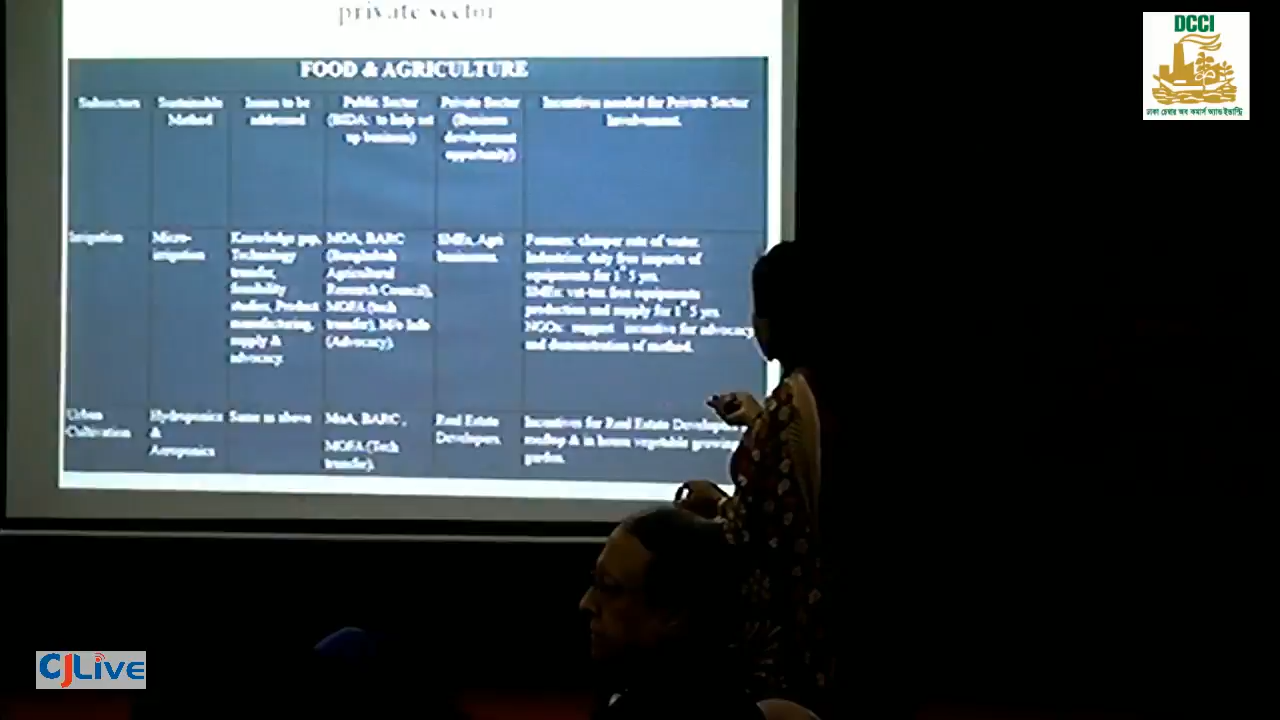 private sector
FOOD & AGRICULTURE
Subsectors
Sustainable
Method
Issues to be
addressed
Public Sector
(BIDA: to help set
up business)
Private Sector
(Business
development
opportunity)
Incentives needed for Private Sector
Involvement.
Irrigation
Micro-
irrigation
Knowledge gap,
Technology
transfer,
feasibility
studies, Product
manufacturing,
supply &
advocacy.
MOA, BARC
(Bangladesh
Agricultural
Research Council),
MOFA (tech
transfer), M/o Info
(Advocacy).
SMEs, Agri
businesses.
Farmers: cheaper rate of water.
Industries: duty free imports of
equipments for 1st 5 yrs.
SMEs: vat-tax free equipments
production and supply for 1st 5 yrs.
NGOs: support incentive for advocacy
and demonstration of method.
Urban
Cultivation
Hydroponics
&
Aeroponics
Same as above
MoA, BARC,
MOFA (Tech
transfer).
Real Estate
Developers.
Incentives for Real Estate
rooftop & in house vegetable growing
garden.
DCCI
ঢাকা চেম্বার অব কমার্স অ্যান্ড ইন্ডাস্ট্রি
CJLive